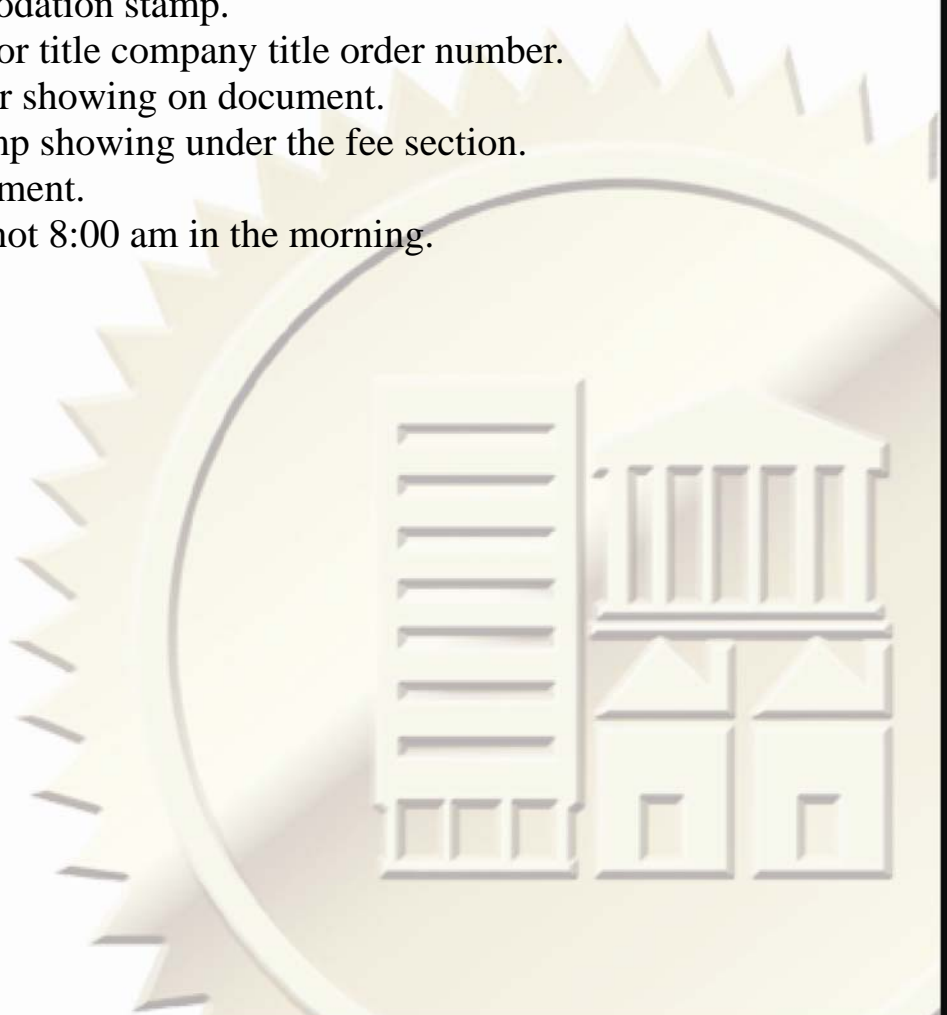 odation stamp.
or title company title order number.
r showing on document.
np showing under the fee section.
ment.
not 8:00 am in the morning.